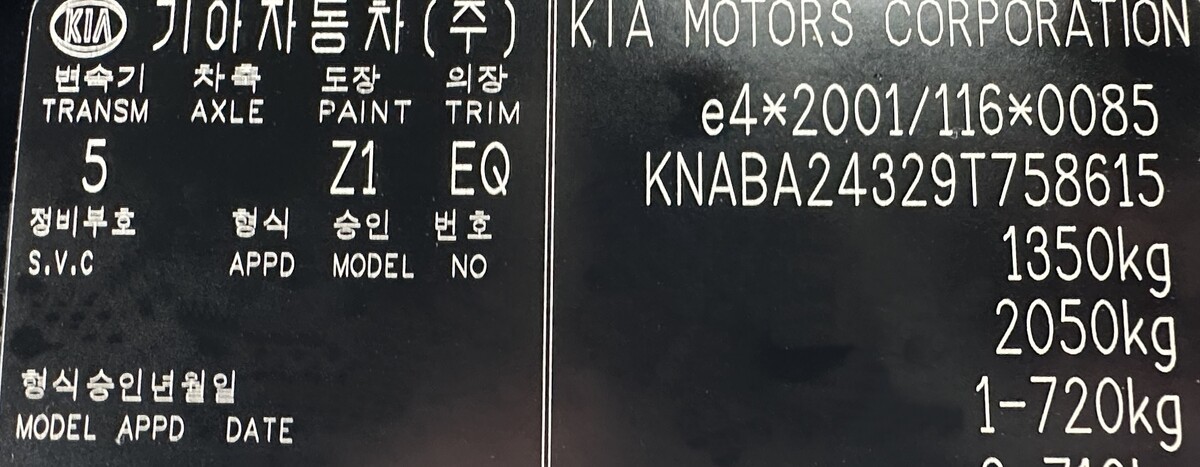 KIA 기아자동차(주)
변속기 차축 도장 의장
TRANSM AXLE PAINT TRIM
5 Z1 EQ
정비부호 형식 승인 번호
S.V.C APPD MODEL NO
형식승인년월일
MODEL APPD DATE
KIA MOTORS CORPORATION
e4*2001/116*0085
KNABA24329T758615
1350kg
2050kg
1-720kg